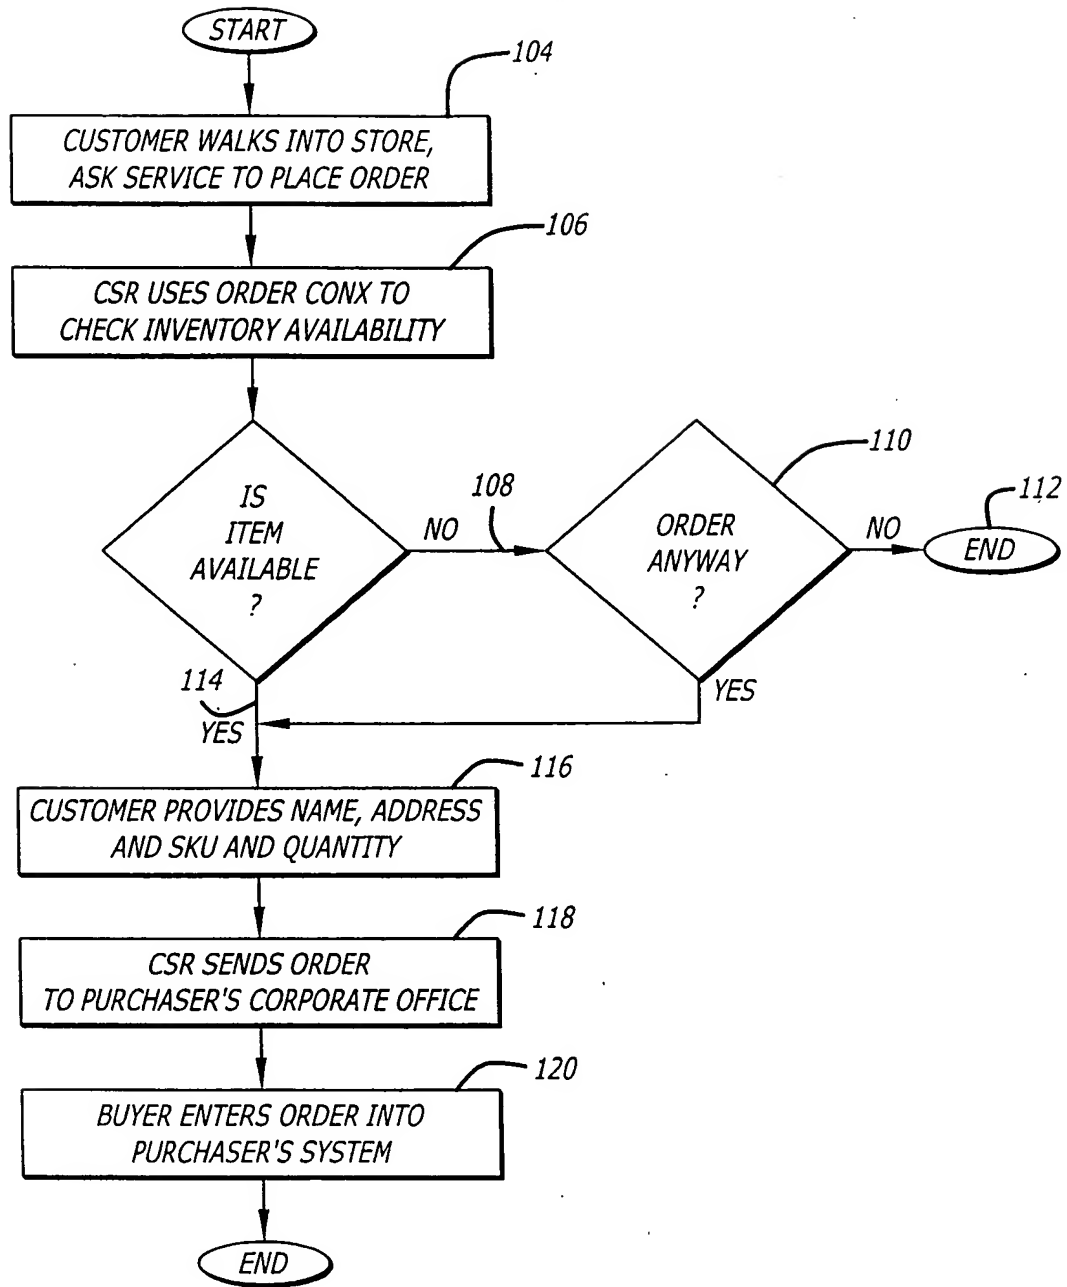 START
104
CUSTOMER WALKS INTO STORE,
ASK SERVICE TO PLACE ORDER
106
CSR USES ORDER CONX TO
CHECK INVENTORY AVAILABILITY
IS
ITEM
AVAILABLE
?
NO
108
ORDER
ANYWAY
?
110
NO
112
END
114
YES
YES
116
CUSTOMER PROVIDES NAME, ADDRESS
AND SKU AND QUANTITY
118
CSR SENDS ORDER
TO PURCHASER'S CORPORATE OFFICE
120
BUYER ENTERS ORDER INTO
PURCHASER'S SYSTEM
END